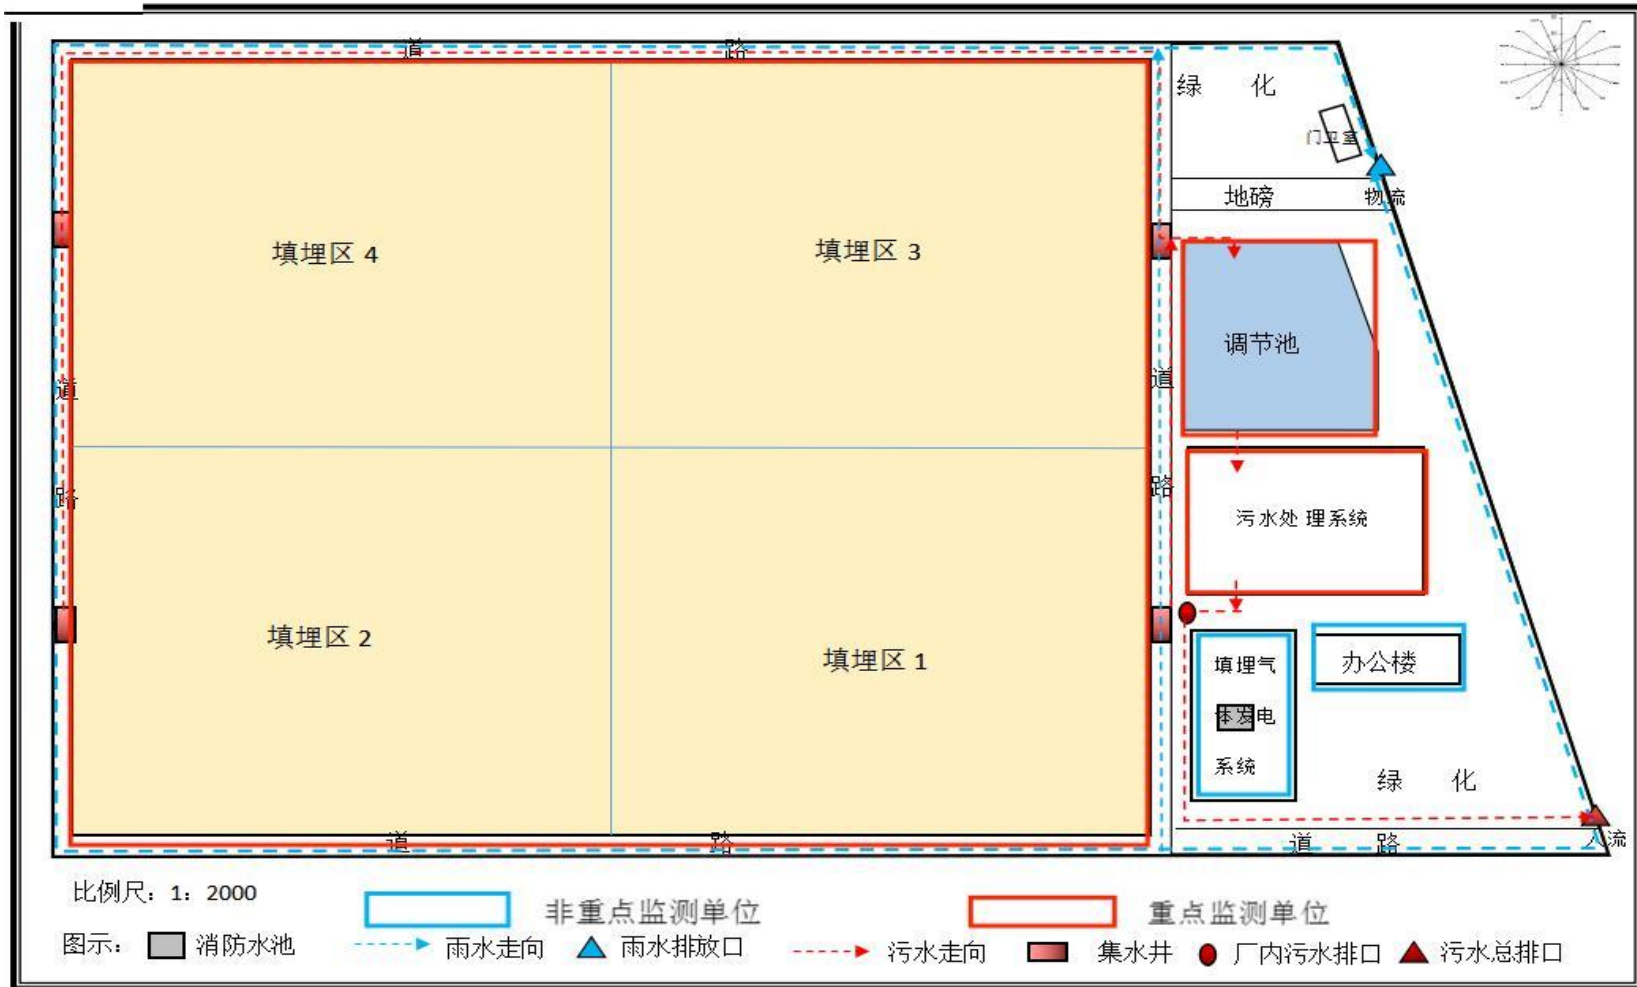 道 路
绿 化
门卫室
地磅 物流
填埋区 4
填埋区 3
调节池
道
路
道
路
污水处 理系统
填埋区 2
填埋区 1
填埋气
体发电
系统
办公楼
绿 化
道 路
道 路
人流
比例尺：1：2000
非重点监测单位
重点监测单位
图示：
消防水池
雨水走向
雨水排放口
污水走向
集水井
厂内污水排口
污水总排口